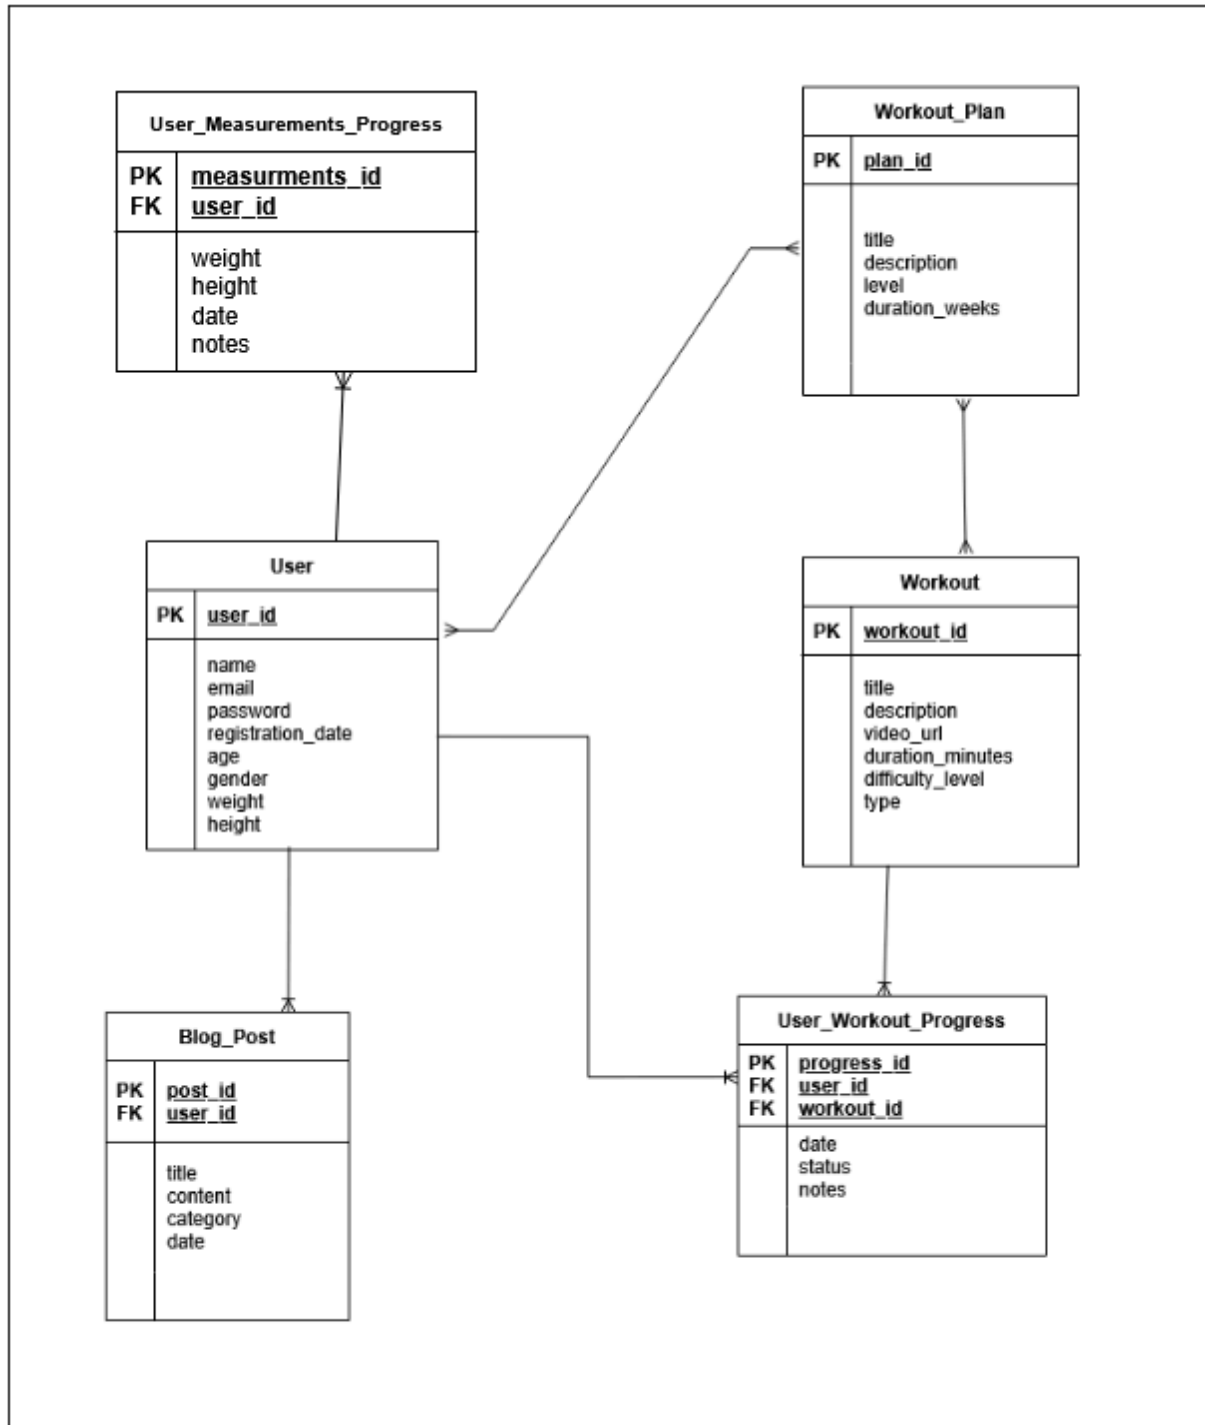 User_Measurements_Progress
PK measurments_id
FK user_id
weight
height
date
notes
Workout_Plan
PK plan_id
title
description
level
duration_weeks
User
PK user_id
name
email
password
registration_date
age
gender
weight
height
Workout
PK workout_id
title
description
video_url
duration_minutes
difficulty_level
type
Blog_Post
PK post_id
FK user_id
title
content
category
date
User_Workout_Progress
PK progress_id
FK user_id
FK workout_id
date
status
notes